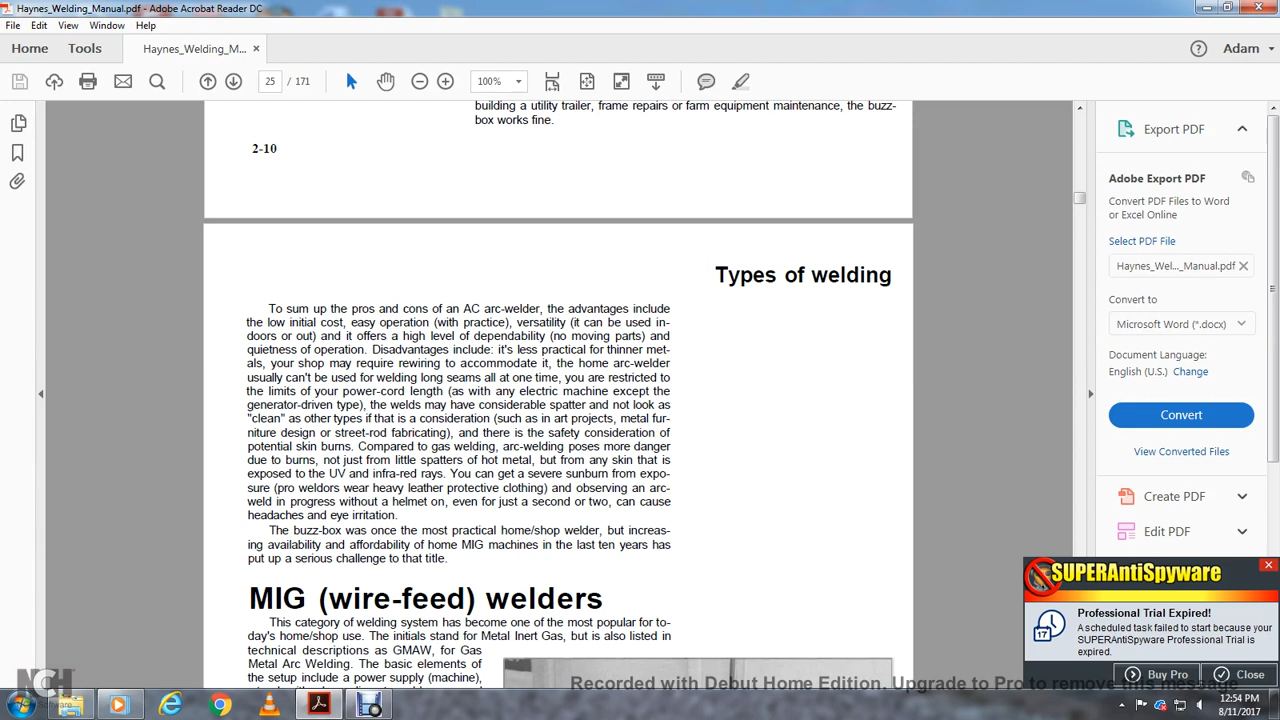 Haynes_Welding_Manual.pdf - Adobe Acrobat Reader DC
File Edit View Window Help
Home Tools Haynes_Welding_M... × Adam
25 / 171 100%
building a utility trailer, frame repairs or farm equipment maintenance, the buzz-
box works fine.
2-10
Types of welding
To sum up the pros and cons of an AC arc-welder, the advantages include
the low initial cost, easy operation (with practice), versatility (it can be used in-
doors or out) and it offers a high level of dependability (no moving parts) and
quietness of operation. Disadvantages include: it's less practical for thinner met-
als, your shop may require rewiring to accommodate it, the home arc-welder
usually can't be used for welding long seams all at one time, you are restricted to
the limits of your power-cord length (as with any electric machine except the
generator-driven type), the welds may have considerable spatter and not look as
"clean" as other types if that is a consideration (such as in art projects, metal fur-
niture design or street-rod fabricating), and there is the safety consideration of
potential skin burns. Compared to gas welding, arc-welding poses more danger
due to burns, not just from little spatters of hot metal, but from any skin that is
exposed to the UV and infra-red rays. You can get a severe sunburn from expo-
sure (pro weldors wear heavy leather protective clothing) and observing an arc-
weld in progress without a helmet on, even for just a second or two, can cause
headaches and eye irritation.
The buzz-box was once the most practical home/shop welder, but increas-
ing availability and affordability of home MIG machines in the last ten years has
put up a serious challenge to that title.
MIG (wire-feed) welders
This category of welding system has become one of the most popular for to-
day's home/shop use. The initials stand for Metal Inert Gas, but is also listed in
technical descriptions as GMAW, for Gas
Metal Arc Welding. The basic elements of
the setup include a power supply (machine),
Export PDF
Adobe Export PDF
Convert PDF Files to Word
or Excel Online
Select PDF File
Haynes_Wel..._Manual.pdf
Convert to
Microsoft Word (*.docx)
Document Language:
English (U.S.) Change
Convert
View Converted Files
Create PDF
Edit PDF
SUPERAntiSpyware
Professional Trial Expired!
A scheduled task failed to start because your
SUPERAntiSpyware Professional Trial is
expired.
17
Buy Pro Close
NCH
Software
Recorded with Debut Home Edition. Upgrade to Pro to remove this message
12:54 PM
8/11/2017